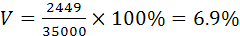 V = 2449/35000 × 100% = 6.9%